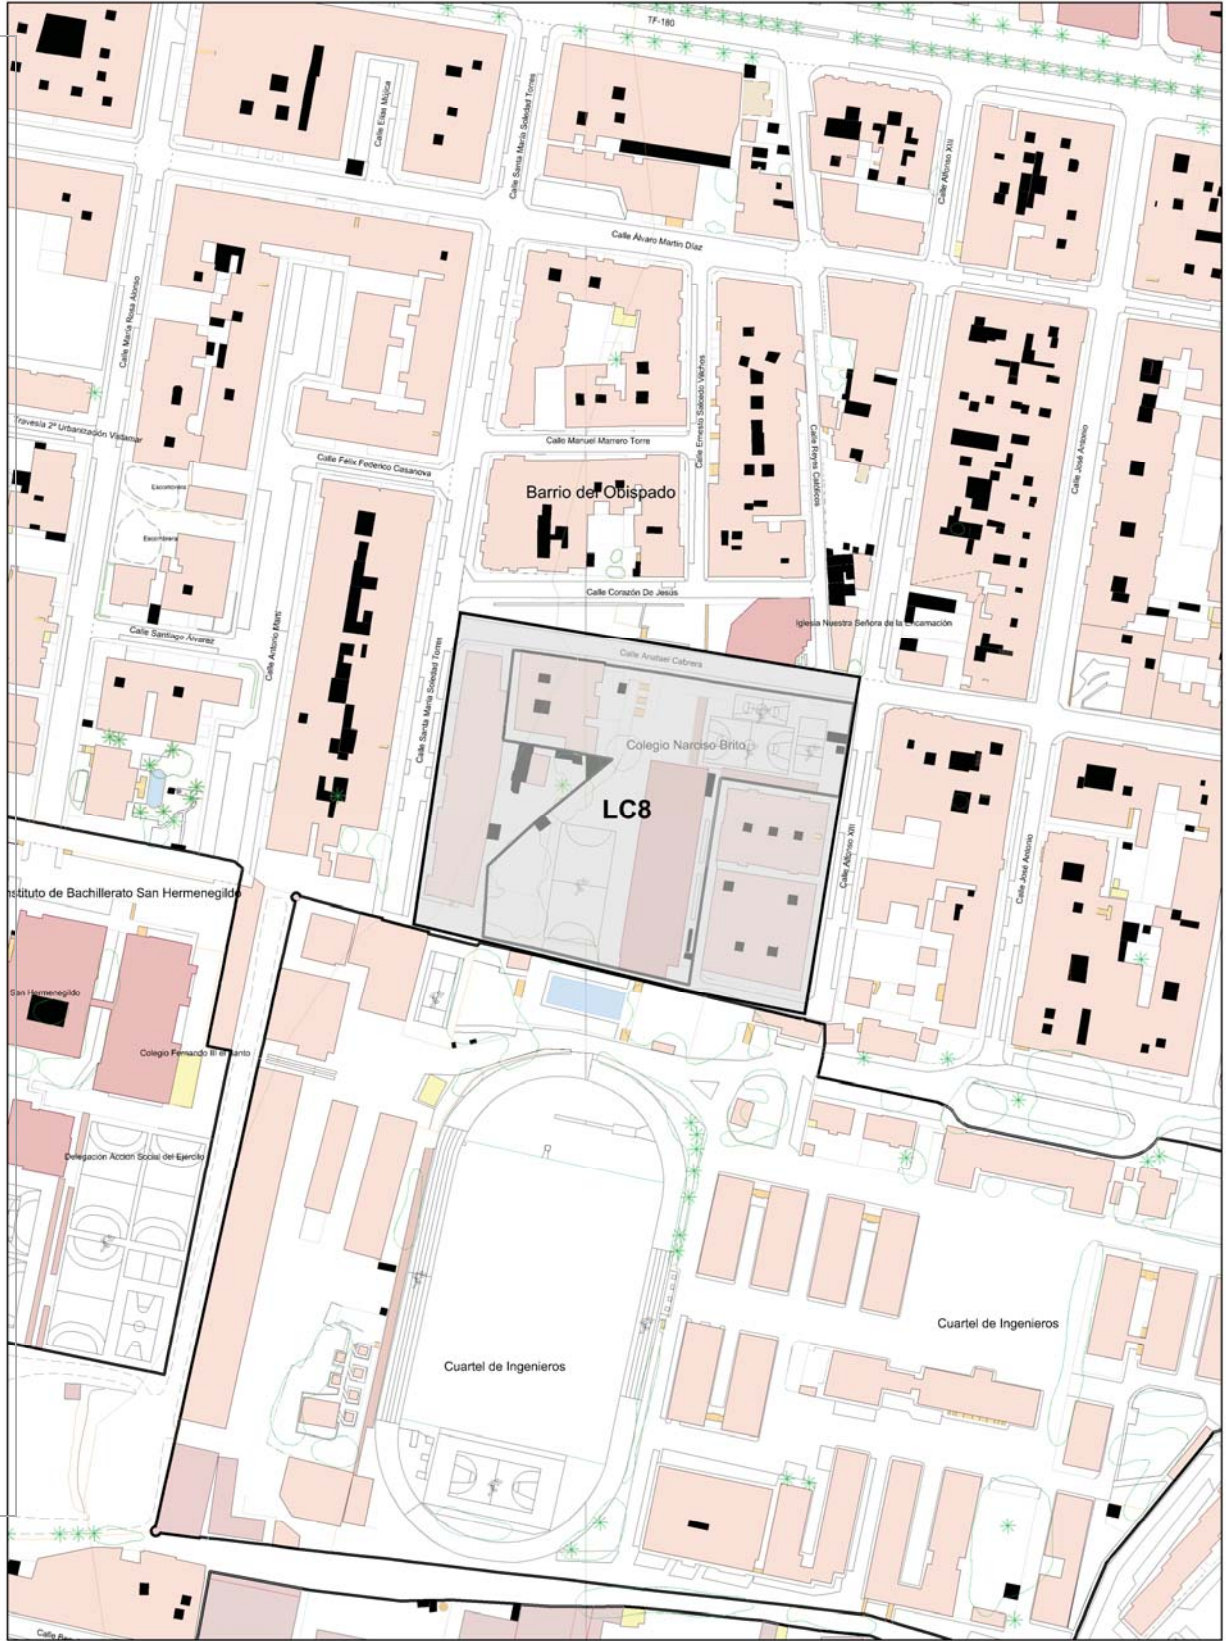 TF-180
Calle Elías Mújica
Calle Santa María Soledad Torres
Calle Alfonso XIII
Calle Álvaro Martín Díaz
Calle María Rosa Alonso
Calle Ernesto Salcedo Vílchez
Calle Reyes Católicos
Calle José Antonio
Travesía 2ª Urbanización Vistamar
Calle Manuel Marrero Torre
Calle Félix Federico Casanova
Escombrera
Barrio del Obispado
Escombrera
Calle Corazón De Jesús
Calle Santiago Álvarez
Calle Antonio Martí
Iglesia Nuestra Señora de la Encarnación
Calle Anatael Cabrera
Calle Santa María Soledad Torres
Colegio Narciso Brito
LC8
Calle Alfonso XIII
Calle José Antonio
nstituto de Bachillerato San Hermenegildo
San Hermenegildo
Colegio Fernando III el Santo
Delegación Acción Social del Ejercito
Cuartel de Ingenieros
Cuartel de Ingenieros